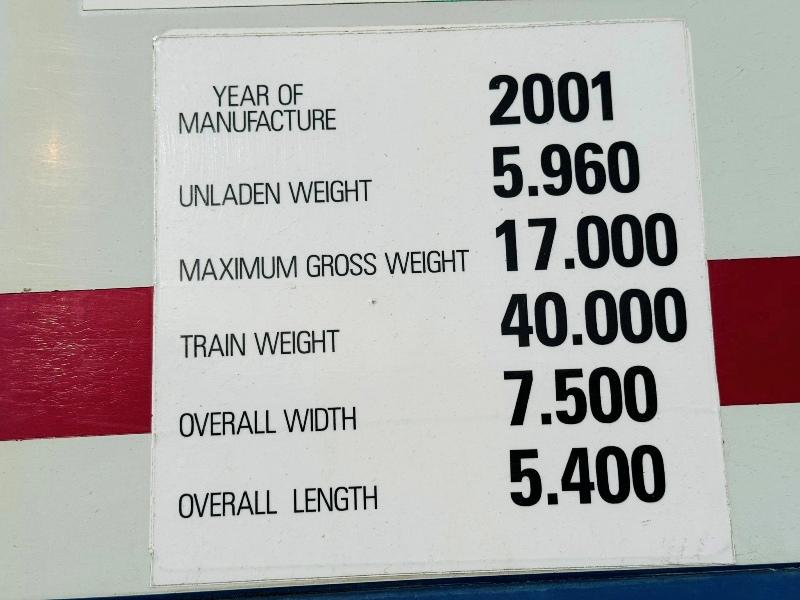 YEAR OF
MANUFACTURE 2001
UNLADEN WEIGHT 5.960
MAXIMUM GROSS WEIGHT 17.000
TRAIN WEIGHT 40.000
OVERALL WIDTH 7.500
OVERALL LENGTH 5.400